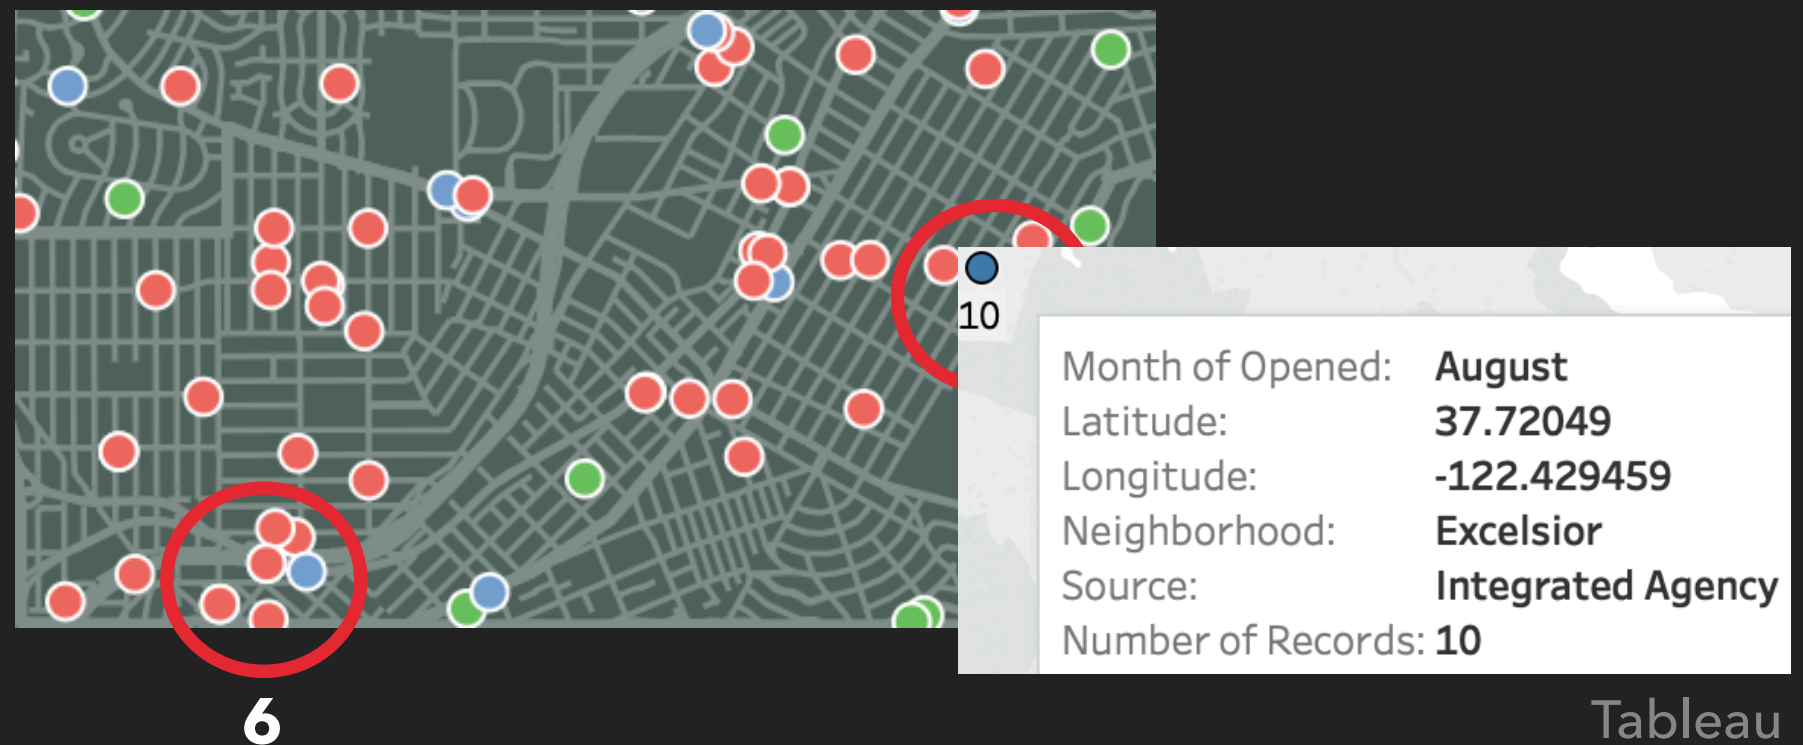 10
Month of Opened: August
Latitude: 37.72049
Longitude: -122.429459
Neighborhood: Excelsior
Source: Integrated Agency
Number of Records: 10
6
Tableau